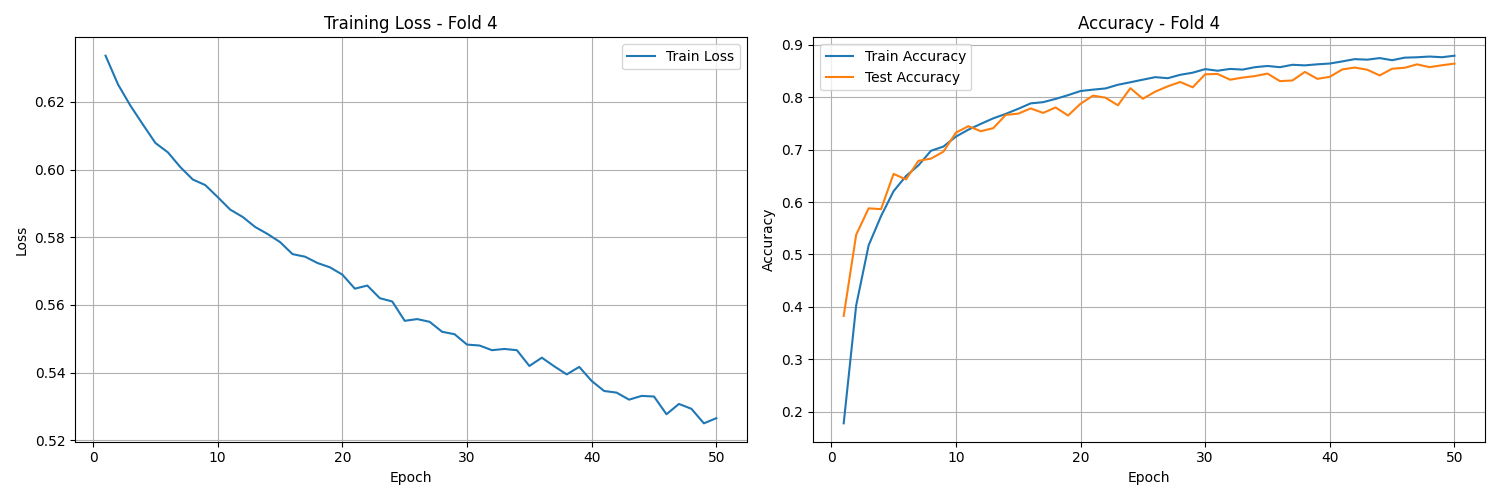 Training Loss - Fold 4
Train Loss
0.62
0.60
0.58
0.56
0.54
0.52
Loss
0 10 20 30 40 50
Epoch
Accuracy - Fold 4
Train Accuracy
Test Accuracy
0.9
0.8
0.7
0.6
0.5
0.4
0.3
0.2
Accuracy
0 10 20 30 40 50
Epoch